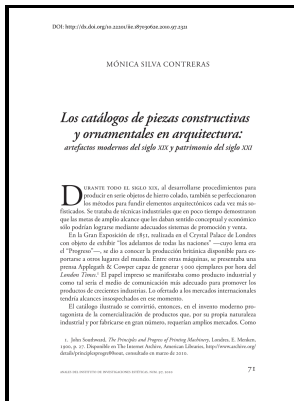 DOI: http://dx.doi.org/10.22201/iie.18703062e.2010.97.2321
MÓNICA SILVA CONTRERAS
Los catálogos de piezas constructivas
y ornamentales en arquitectura:
artefactos modernos del siglo XIX y patrimonio del siglo XXI
DURANTE TODO EL SIGLO XIX, al desarrollarse procedimientos para
producir en serie objetos de hierro colado, también se perfeccionaron
los métodos para fundir elementos arquitectónicos cada vez más so-
fisticados. Se trataba de técnicas industriales que en poco tiempo demostraron
que las metas de amplio alcance que les daban sentido conceptual y económico
sólo podrían lograrse mediante adecuados sistemas de promoción y venta.
En la Gran Exposición de 1851, realizada en el Crystal Palace de Londres
con objeto de exhibir "los adelantos de todas las naciones" —cuyo lema era
el "Progreso"—, se dio a conocer la producción británica disponible para ex-
portarse a otros lugares del mundo. Entre otras máquinas, se presentaba una
prensa Applegath & Cowper capaz de generar 5 000 ejemplares por hora del
London Times.¹ El papel impreso se manifestaba como producto industrial y
como tal sería el medio de comunicación más adecuado para promover los
productos de crecientes industrias. Lo ofertado a los mercados internacionales
tendría alcances insospechados en ese momento.
El catálogo ilustrado se convirtió, entonces, en el invento moderno pro-
tagonista de la comercialización de productos que, por su propia naturaleza
industrial y por fabricarse en gran número, requerían amplios mercados. Como
1. John Southward, The Principles and Progress of Printing Machinery, Londres, E. Menken,
1900, p. 27. Disponible en The Internet Archive, American Libraries, http://www.archive.org/
details/principlesprogre00sout, consultado en marzo de 2010.
ANALES DEL INSTITUTO DE INVESTIGACIONES ESTÉTICAS, NÚM. 97, 2010
71